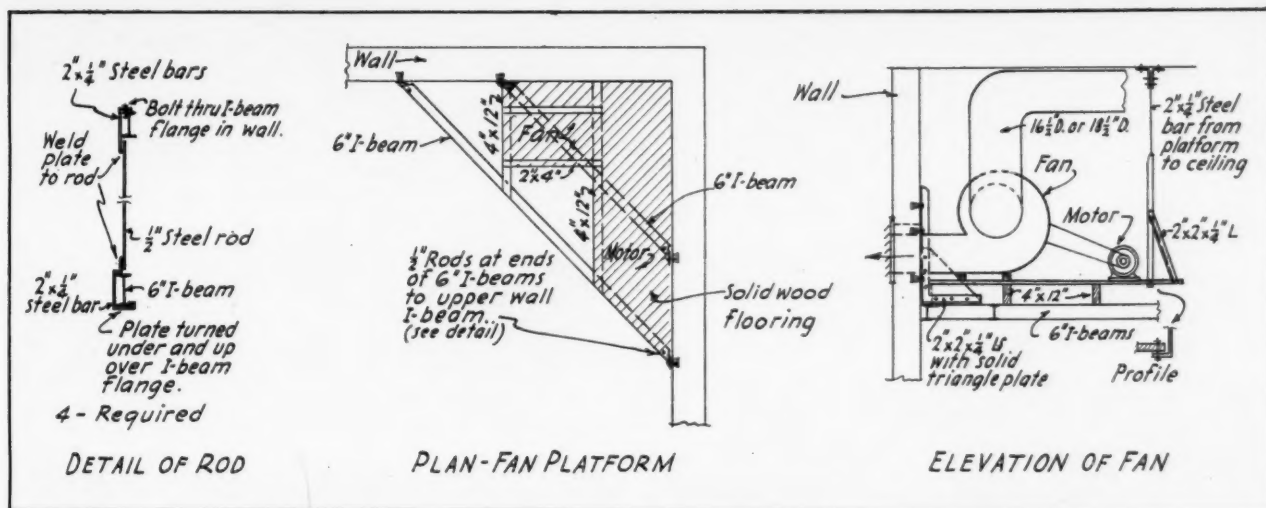 2"x¼" Steel bars
Bolt thru I-beam
flange in wall.
Weld
plate
to rod
½" Steel rod
2"x¼"
steel bar
6" I-beam
Plate turned
under and up
over I-beam
flange.
4 - Required
DETAIL OF ROD
Wall
6" I-beam
4"x12"
Fan
2"x4"
4"x12"
6" I-beam
Motor
½" Rods at ends
of 6" I-beams
to upper wall
I-beam..
(see detail)
Solid wood
flooring
PLAN-FAN PLATFORM
Wall
16½"D. or 18½"D.
2"x¼" Steel
bar from
platform
to ceiling
Fan
Motor
2"x2"x¼" L
4"x12"
6" I-beams
2"x2"x¼" Ls
with solid
triangle plate
Profile
ELEVATION OF FAN